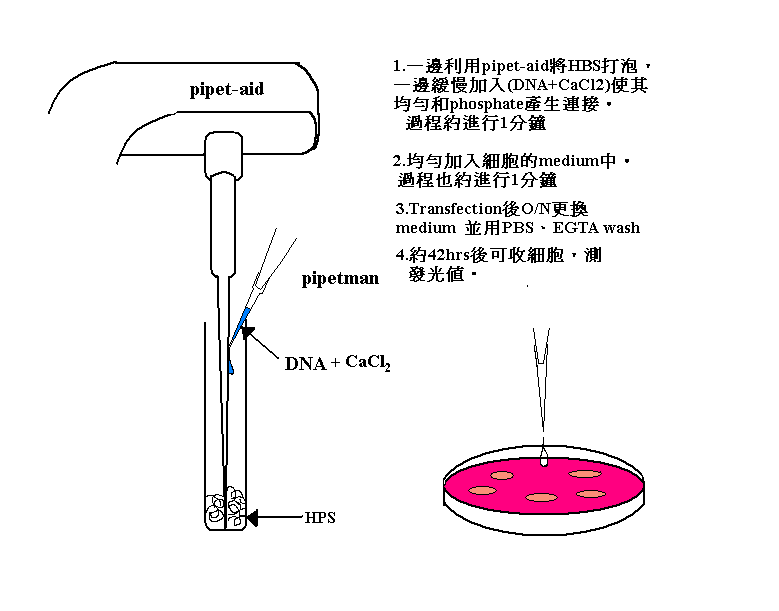 pipet-aid
1.一邊利用pipet-aid將HBS打泡，
一邊緩慢加入(DNA+CaCl2)使其
均勻和phosphate產生連接。
過程約進行1分鐘
2.均勻加入細胞的medium中。
過程也約進行1分鐘
3.Transfection後O/N更換
medium 並用PBS、EGTA wash
4.約42hrs後可收細胞，測
發光值。
pipetman
DNA + CaCl2
HPS